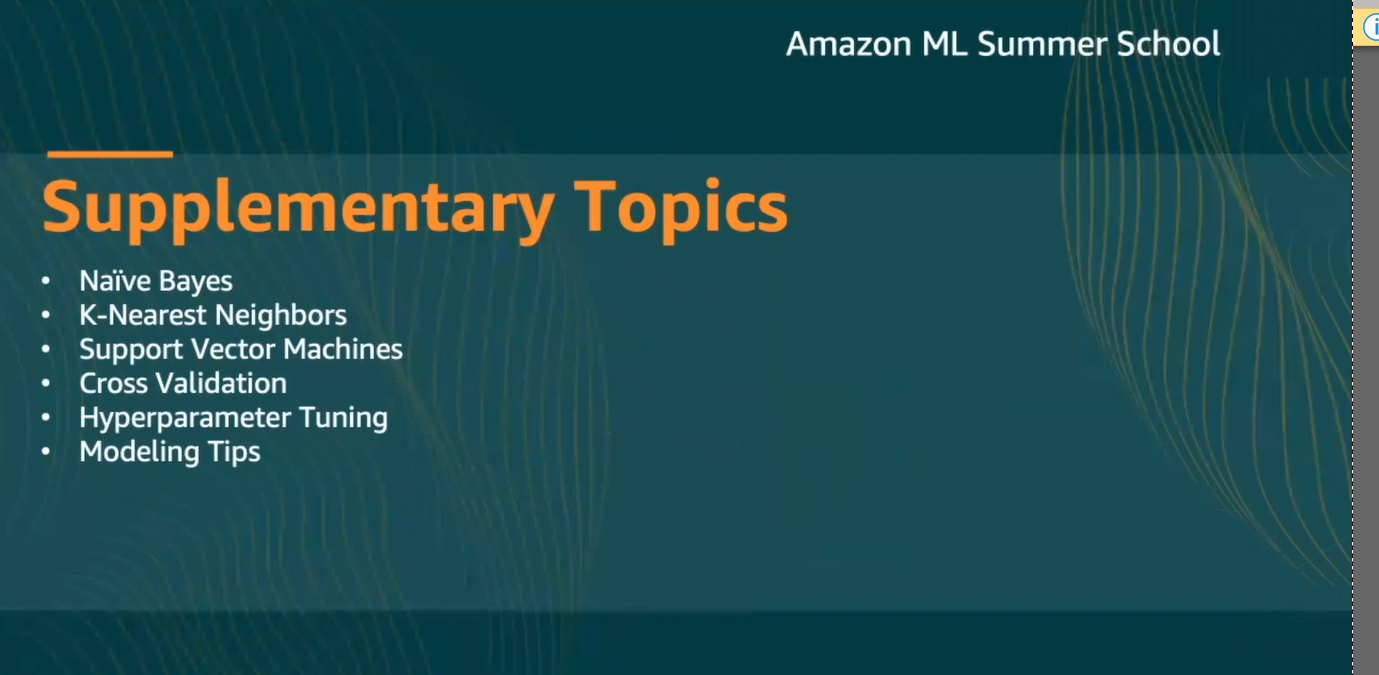 Amazon ML Summer School
Supplementary Topics
• Naïve Bayes
• K-Nearest Neighbors
• Support Vector Machines
• Cross Validation
• Hyperparameter Tuning
• Modeling Tips